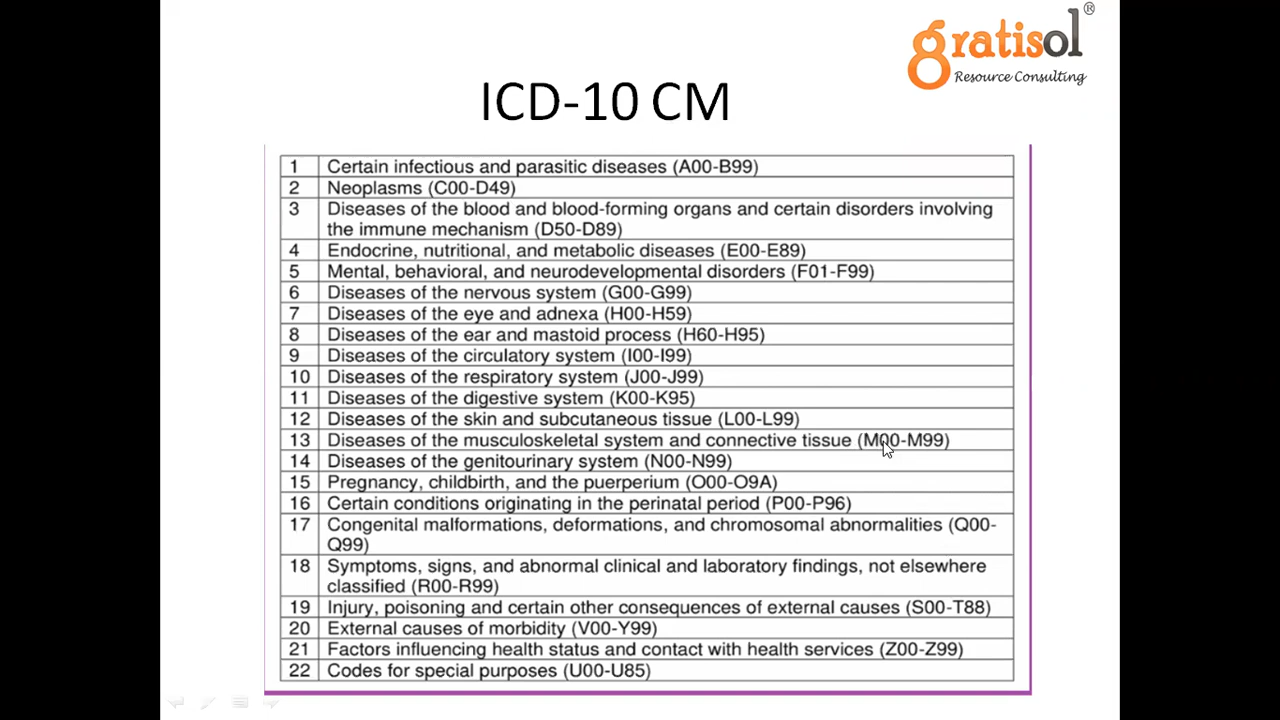 gratisol®
Resource Consulting
ICD-10 CM
1 Certain infectious and parasitic diseases (A00-B99)
2 Neoplasms (C00-D49)
3 Diseases of the blood and blood-forming organs and certain disorders involving
the immune mechanism (D50-D89)
4 Endocrine, nutritional, and metabolic diseases (E00-E89)
5 Mental, behavioral, and neurodevelopmental disorders (F01-F99)
6 Diseases of the nervous system (G00-G99)
7 Diseases of the eye and adnexa (H00-H59)
8 Diseases of the ear and mastoid process (H60-H95)
9 Diseases of the circulatory system (I00-I99)
10 Diseases of the respiratory system (J00-J99)
11 Diseases of the digestive system (K00-K95)
12 Diseases of the skin and subcutaneous tissue (L00-L99)
13 Diseases of the musculoskeletal system and connective tissue (M00-M99)
14 Diseases of the genitourinary system (N00-N99)
15 Pregnancy, childbirth, and the puerperium (O00-O9A)
16 Certain conditions originating in the perinatal period (P00-P96)
17 Congenital malformations, deformations, and chromosomal abnormalities (Q00-
Q99)
18 Symptoms, signs, and abnormal clinical and laboratory findings, not elsewhere
classified (R00-R99)
19 Injury, poisoning and certain other consequences of external causes (S00-T88)
20 External causes of morbidity (V00-Y99)
21 Factors influencing health status and contact with health services (Z00-Z99)
22 Codes for special purposes (U00-U85)